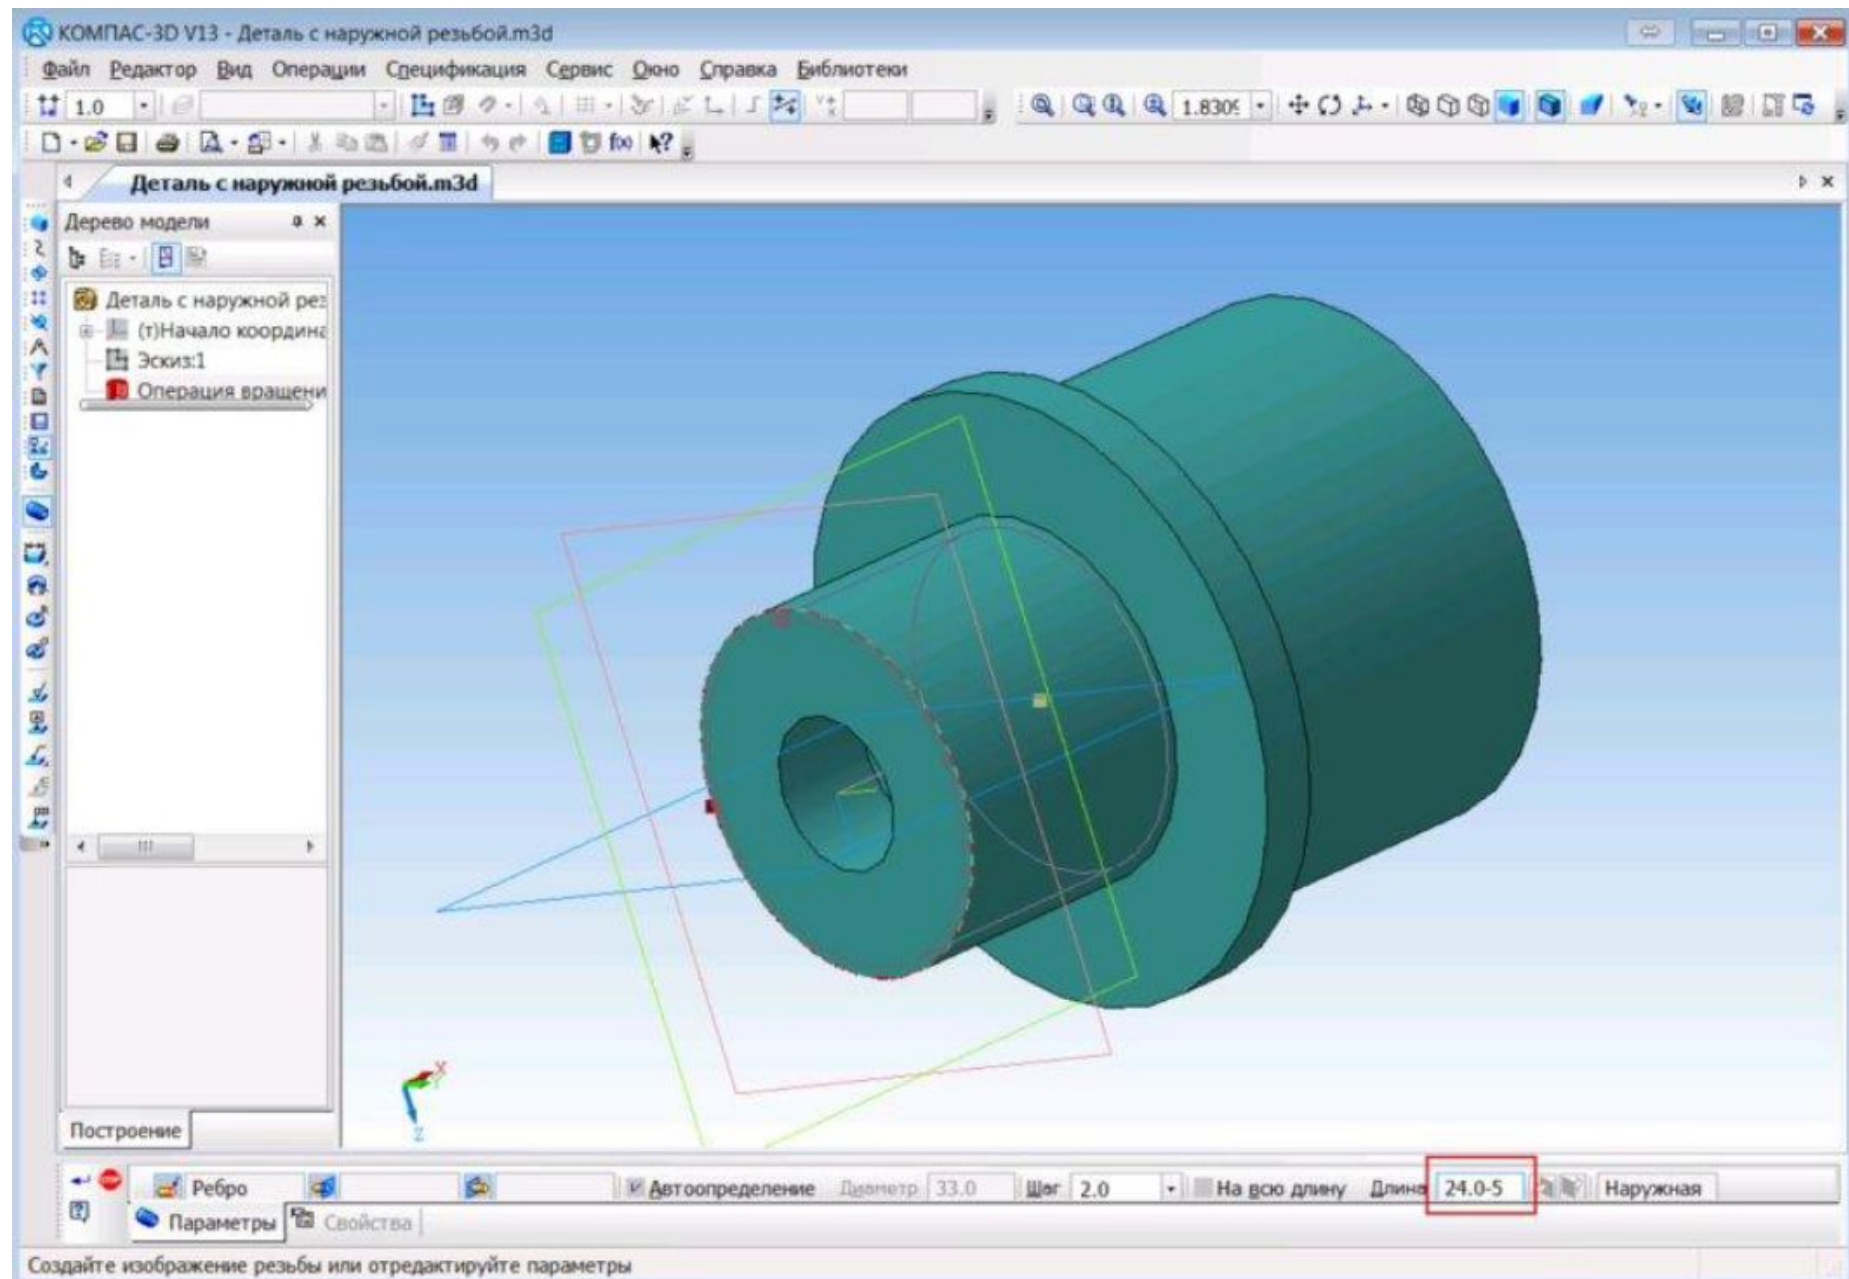 КОМПАС-3D V13 - Деталь с наружной резьбой.m3d
Файл Редактор Вид Операции Спецификация Сервис Окно Справка Библиотеки
1.0 1.809
f(x)
Деталь с наружной резьбой.m3d
Дерево модели
Деталь с наружной рез
(т)Начало координа
Эскиз:1
Операция вращени
X
Y
Z
Построение
Ребро Автоопределение Диаметр 33.0 Шаг 2.0 На всю длину Длина 24.0-5 Наружная
Параметры Свойства
Создайте изображение резьбы или отредактируйте параметры